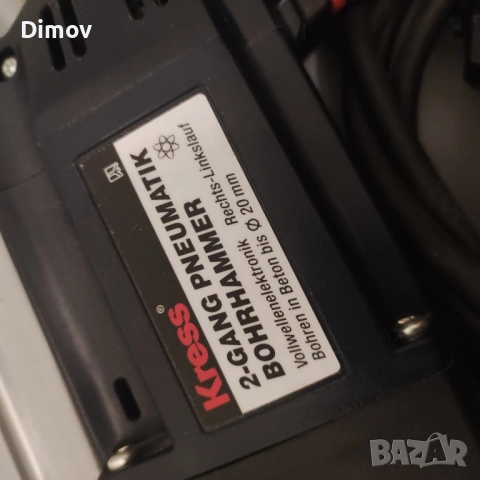 Dimov
Kress®
2-GANG PNEUMATIK
BOHRHAMMER
Vollwellenelektronik Rechts-Linkslauf
Bohren in Beton bis Ø 20 mm
BAZAR